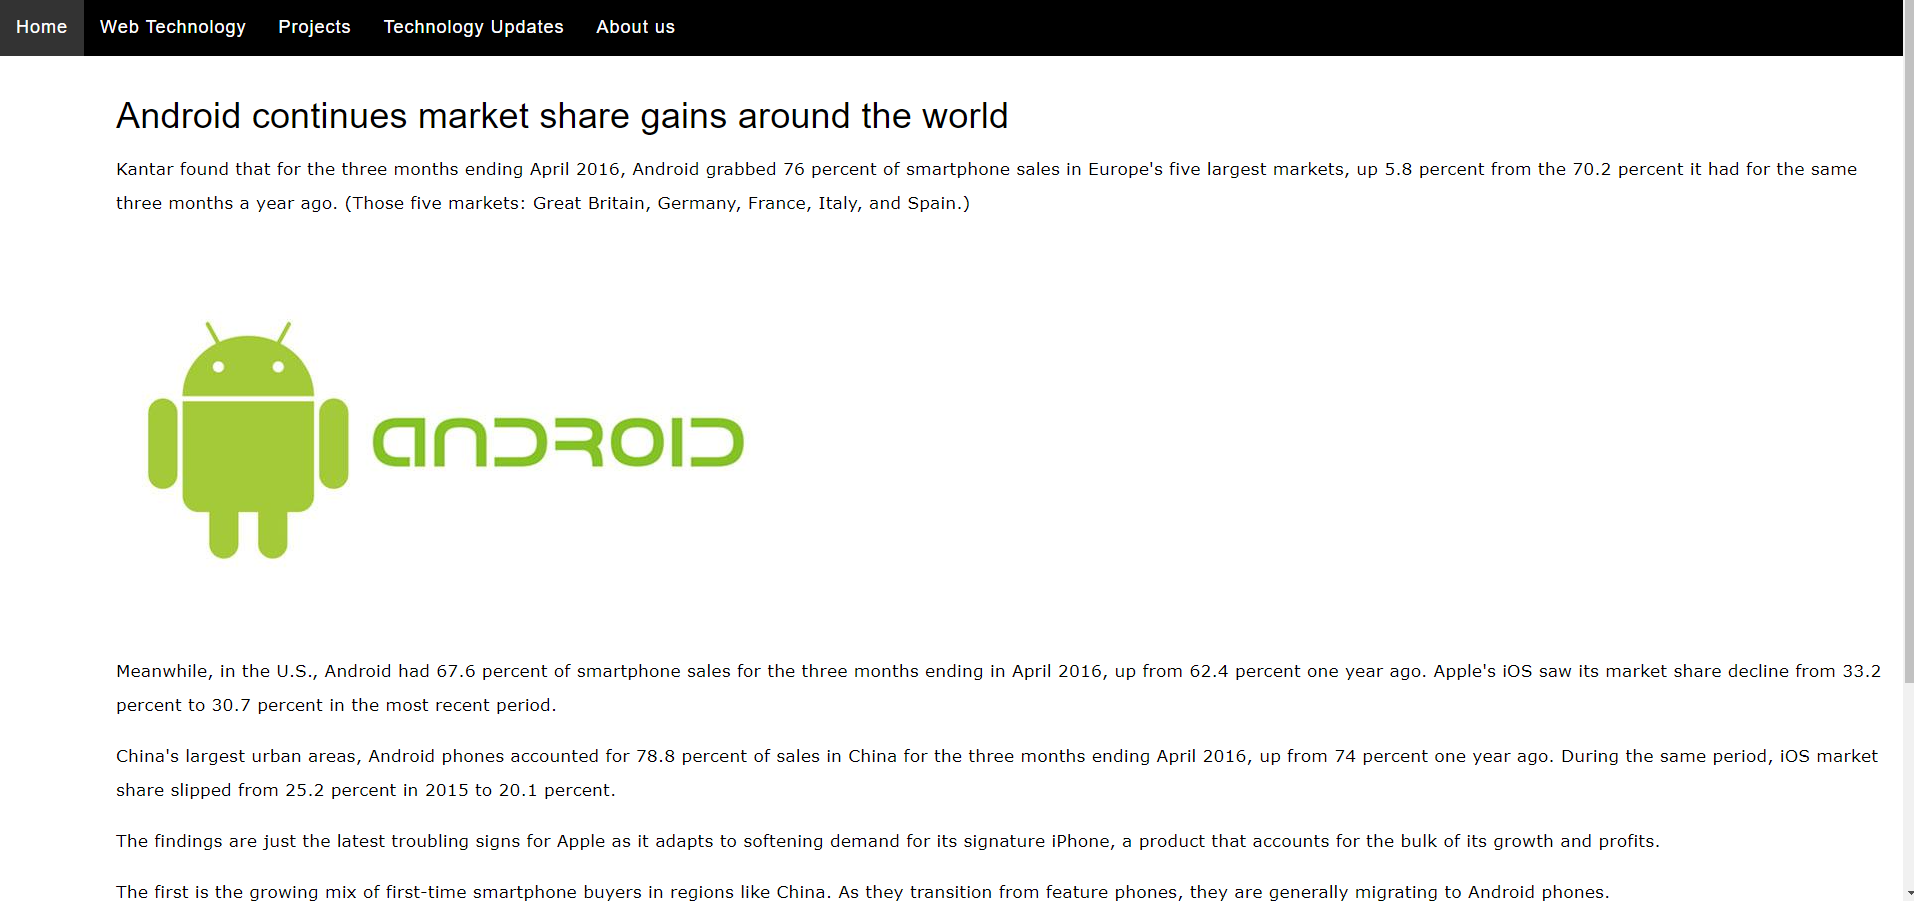 Home Web Technology Projects Technology Updates About us
Android continues market share gains around the world
Kantar found that for the three months ending April 2016, Android grabbed 76 percent of smartphone sales in Europe's five largest markets, up 5.8 percent from the 70.2 percent it had for the same
three months a year ago. (Those five markets: Great Britain, Germany, France, Italy, and Spain.)
ANDROID
Meanwhile, in the U.S., Android had 67.6 percent of smartphone sales for the three months ending in April 2016, up from 62.4 percent one year ago. Apple's iOS saw its market share decline from 33.2
percent to 30.7 percent in the most recent period.
China's largest urban areas, Android phones accounted for 78.8 percent of sales in China for the three months ending April 2016, up from 74 percent one year ago. During the same period, iOS market
share slipped from 25.2 percent in 2015 to 20.1 percent.
The findings are just the latest troubling signs for Apple as it adapts to softening demand for its signature iPhone, a product that accounts for the bulk of its growth and profits.
The first is the growing mix of first-time smartphone buyers in regions like China. As they transition from feature phones, they are generally migrating to Android phones.